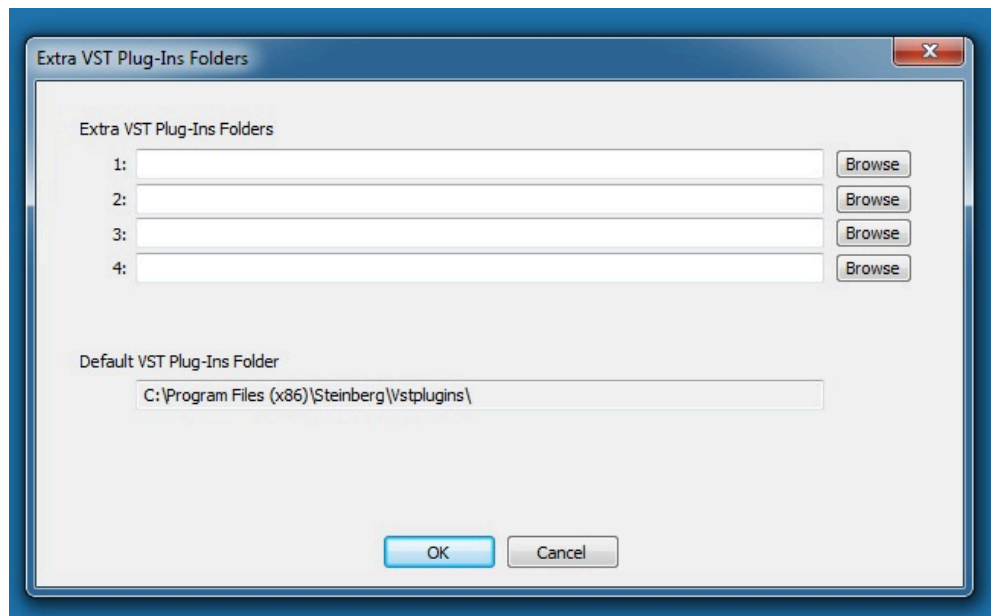 Extra VST Plug-Ins Folders
Extra VST Plug-Ins Folders
1: Browse
2: Browse
3: Browse
4: Browse
Default VST Plug-Ins Folder
C:\Program Files (x86)\Steinberg\Vstplugins\
OK Cancel